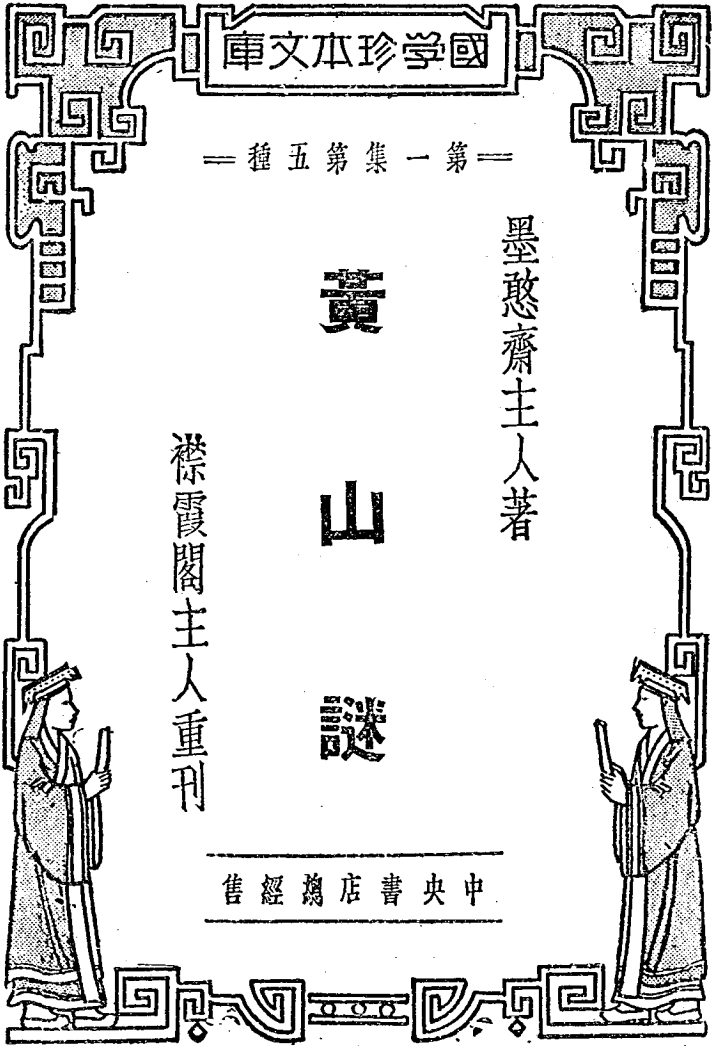 國学珍本文庫
第一集第五種
墨憨齋主人著
黃山謎
襟霞閣主人重刊
中央書店總經售